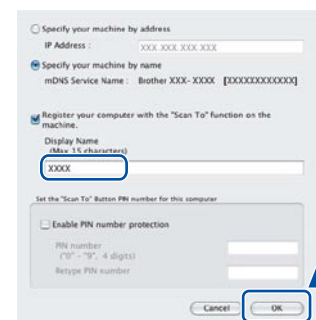 Specify your machine by address
IP Address : XXX.XXX.XXX.XXX
Specify your machine by name
mDNS Service Name : Brother XXX-XXXX [XXXXXXXXXXXX]
Register your computer with the "Scan To" function on the
machine.
Display Name
(Max 15 characters)
XXXX
Set the "Scan To" Button PIN number for this computer
Enable PIN number protection
PIN number
("0" - "9", 4 digits)
Retype PIN number
Cancel OK